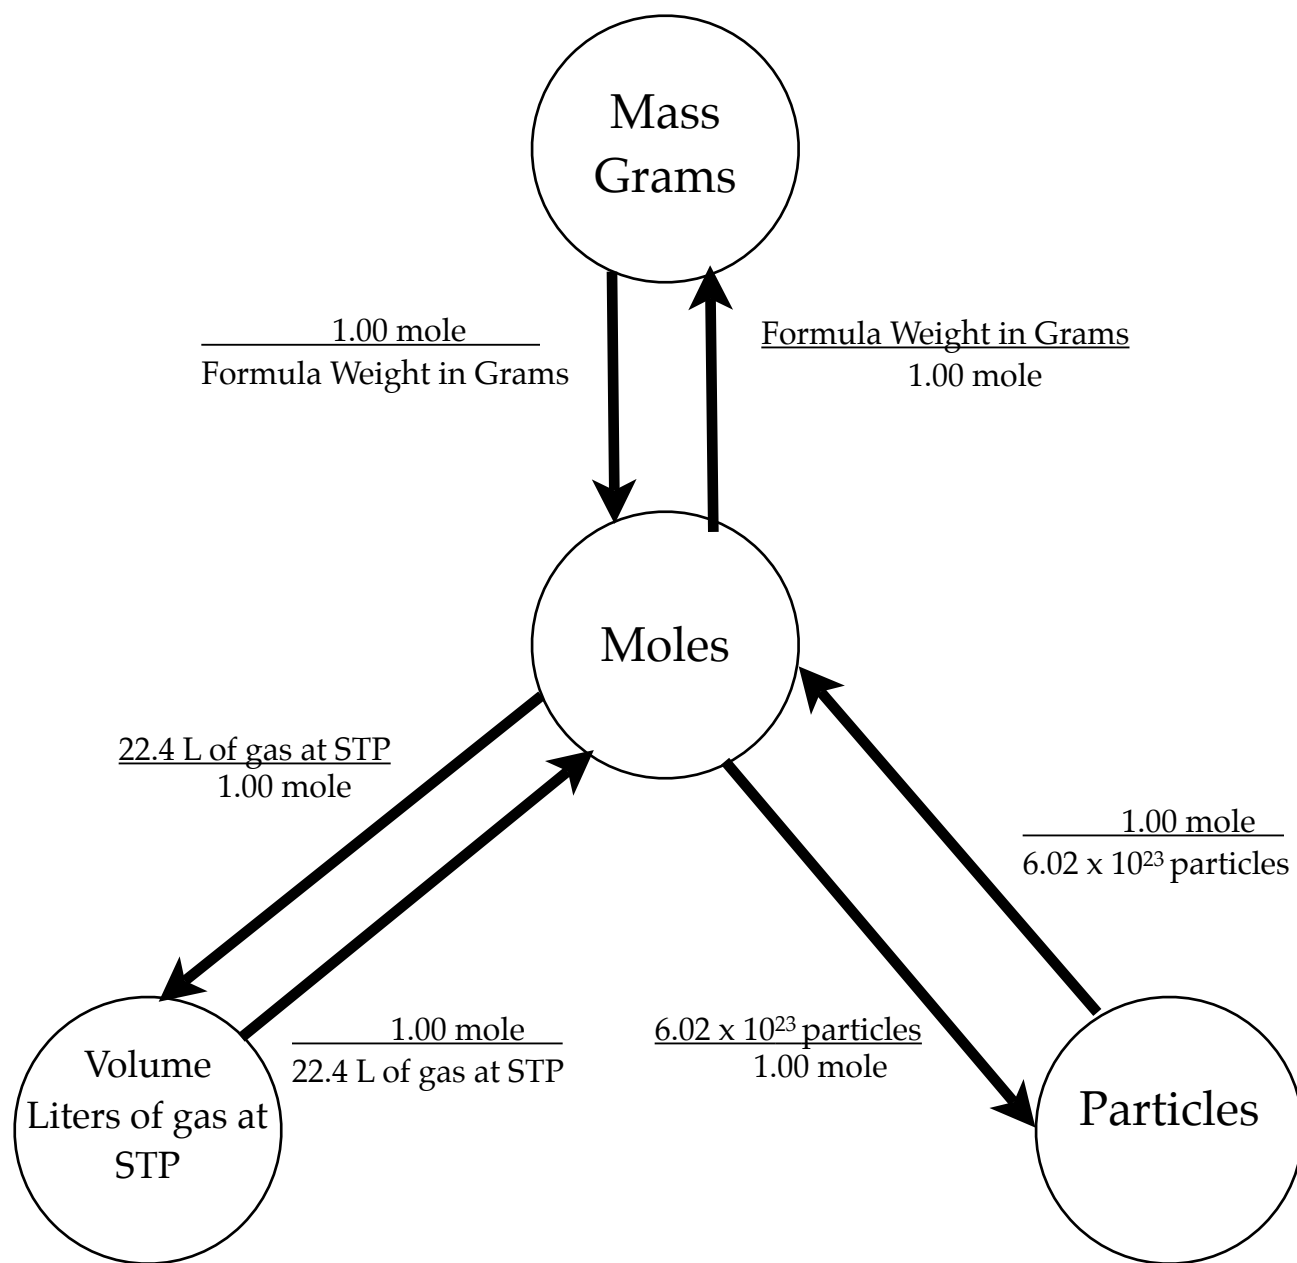 Mass
Grams
1.00 mole
Formula Weight in Grams
Formula Weight in Grams
1.00 mole
Moles
22.4 L of gas at STP
1.00 mole
1.00 mole
6.02 x 10²³ particles
1.00 mole
22.4 L of gas at STP
6.02 x 10²³ particles
1.00 mole
Volume
Liters of gas at
STP
Particles